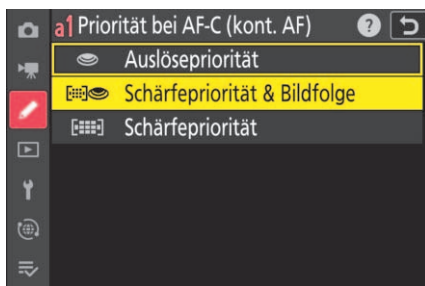 a1 Priorität bei AF-C (kont. AF) ?
Auslösepriorität
Schärfepriorität & Bildfolge
Schärfepriorität